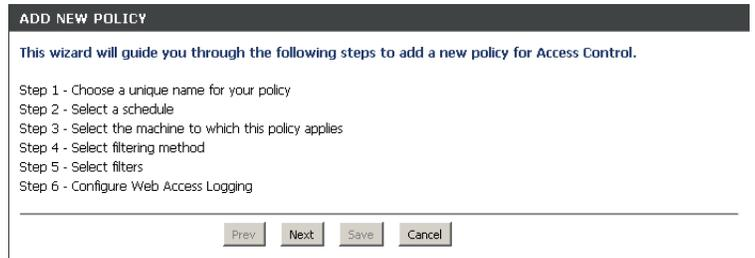 ADD NEW POLICY
This wizard will guide you through the following steps to add a new policy for Access Control.
Step 1 - Choose a unique name for your policy
Step 2 - Select a schedule
Step 3 - Select the machine to which this policy applies
Step 4 - Select filtering method
Step 5 - Select filters
Step 6 - Configure Web Access Logging
Prev Next Save Cancel